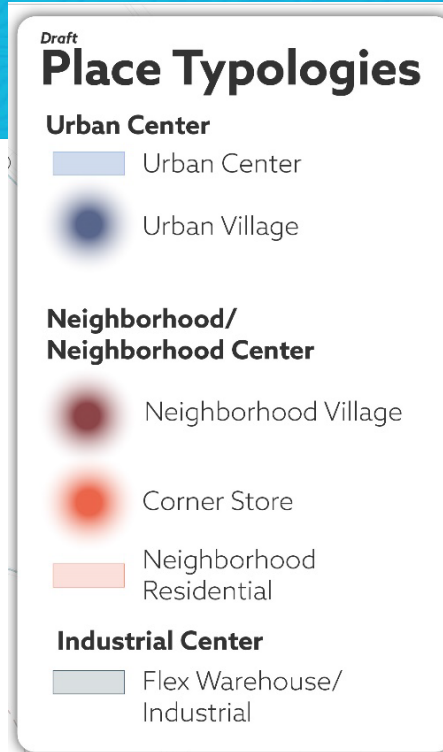 Draft
Place Typologies
Urban Center
Urban Center
Urban Village
Neighborhood/
Neighborhood Center
Neighborhood Village
Corner Store
Neighborhood
Residential
Industrial Center
Flex Warehouse/
Industrial